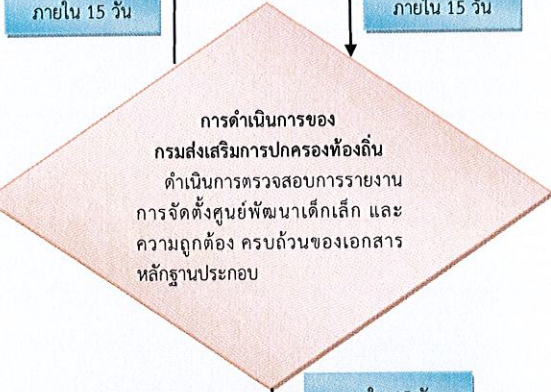 ภายใน 15 วัน
ภายใน 15 วัน
การดำเนินการของ
กรมส่งเสริมการปกครองท้องถิ่น
ดำเนินการตรวจสอบการรายงาน
การจัดตั้งศูนย์พัฒนาเด็กเล็ก และ
ความถูกต้อง ครบถ้วนของเอกสาร
หลักฐานประกอบ